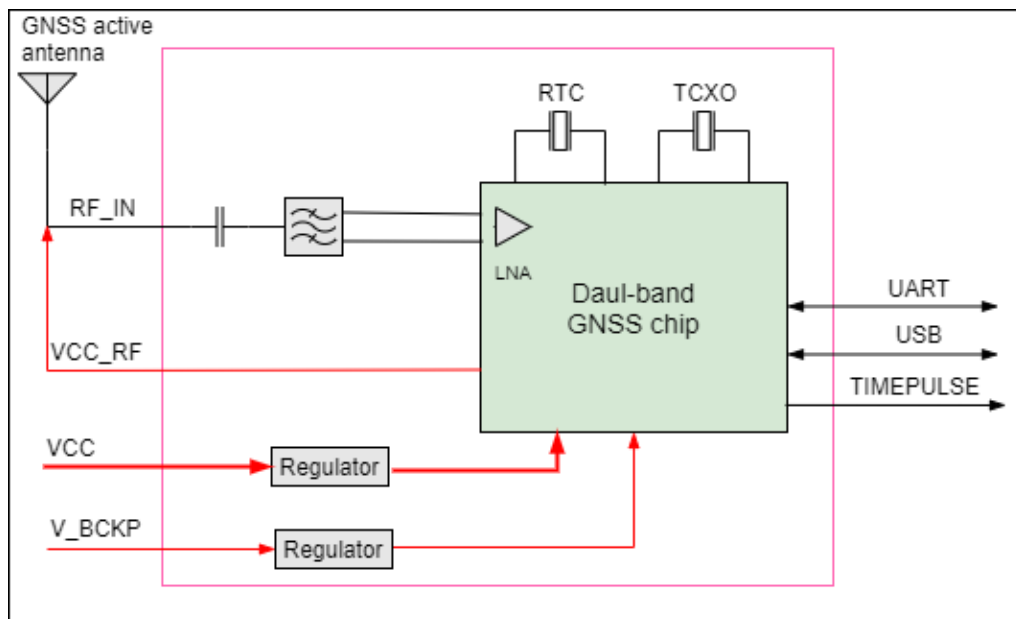 GNSS active
antenna
RTC
TCXO
RF_IN
LNA
Daul-band
GNSS chip
UART
USB
VCC_RF
TIMEPULSE
VCC
Regulator
V_BCKP
Regulator